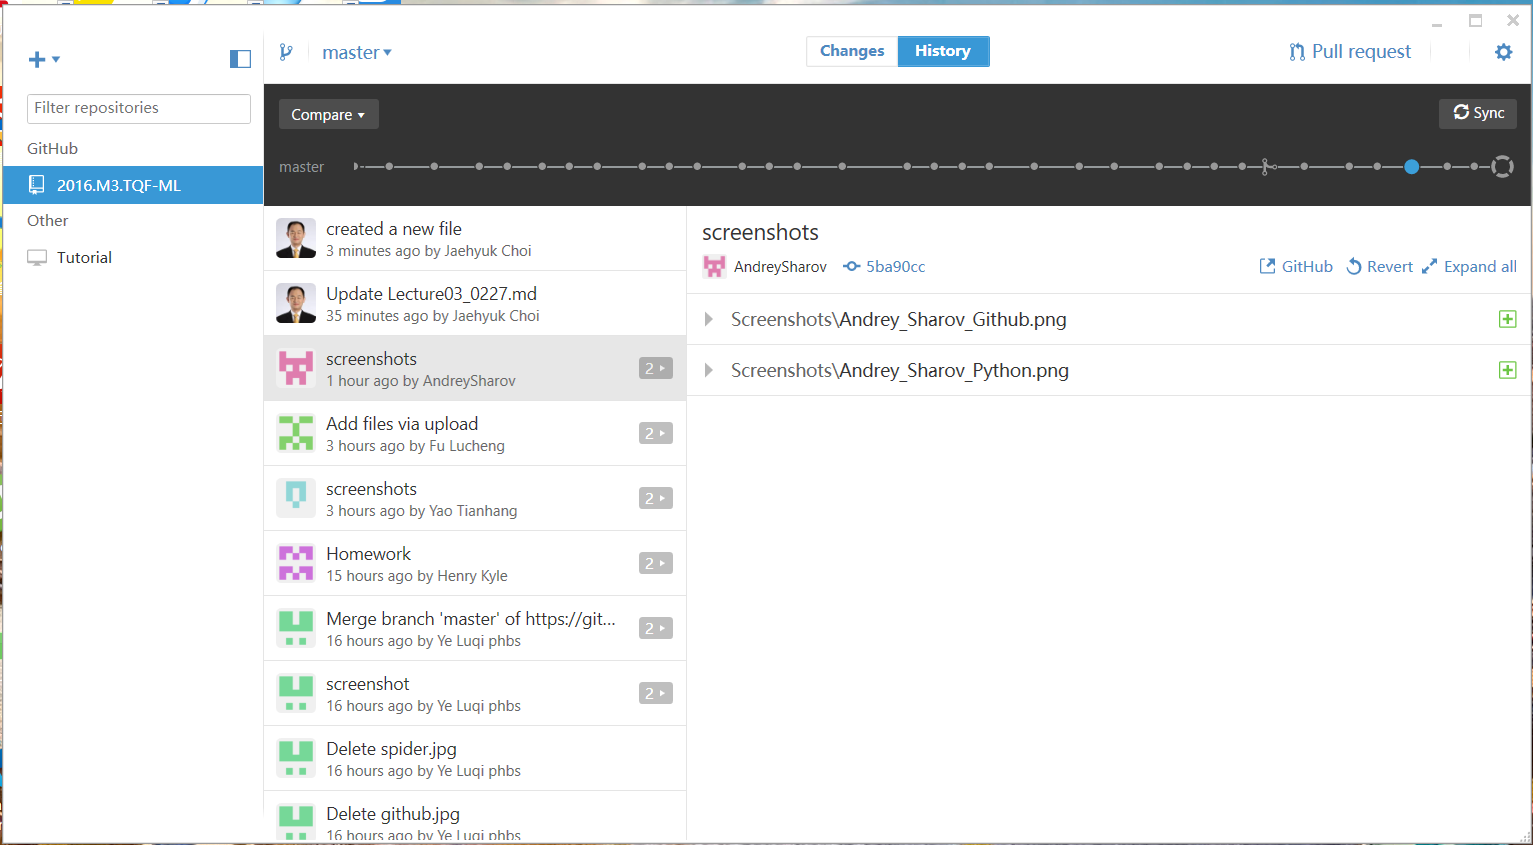 master
Changes
History
Pull request
Filter repositories
GitHub
2016.M3.TQF-ML
Other
Tutorial
Compare
Sync
master
created a new file
3 minutes ago by Jaehyuk Choi
Update Lecture03_0227.md
35 minutes ago by Jaehyuk Choi
screenshots
1 hour ago by AndreySharov
2
Add files via upload
3 hours ago by Fu Lucheng
2
screenshots
3 hours ago by Yao Tianhang
2
Homework
15 hours ago by Henry Kyle
2
Merge branch 'master' of https://git...
16 hours ago by Ye Luqi phbs
2
screenshot
16 hours ago by Ye Luqi phbs
2
Delete spider.jpg
16 hours ago by Ye Luqi phbs
Delete github.jpg
16 hours ago by Ye Luqi phbs
screenshots
AndreySharov 5ba90cc
GitHub Revert Expand all
Screenshots\Andrey_Sharov_Github.png
Screenshots\Andrey_Sharov_Python.png